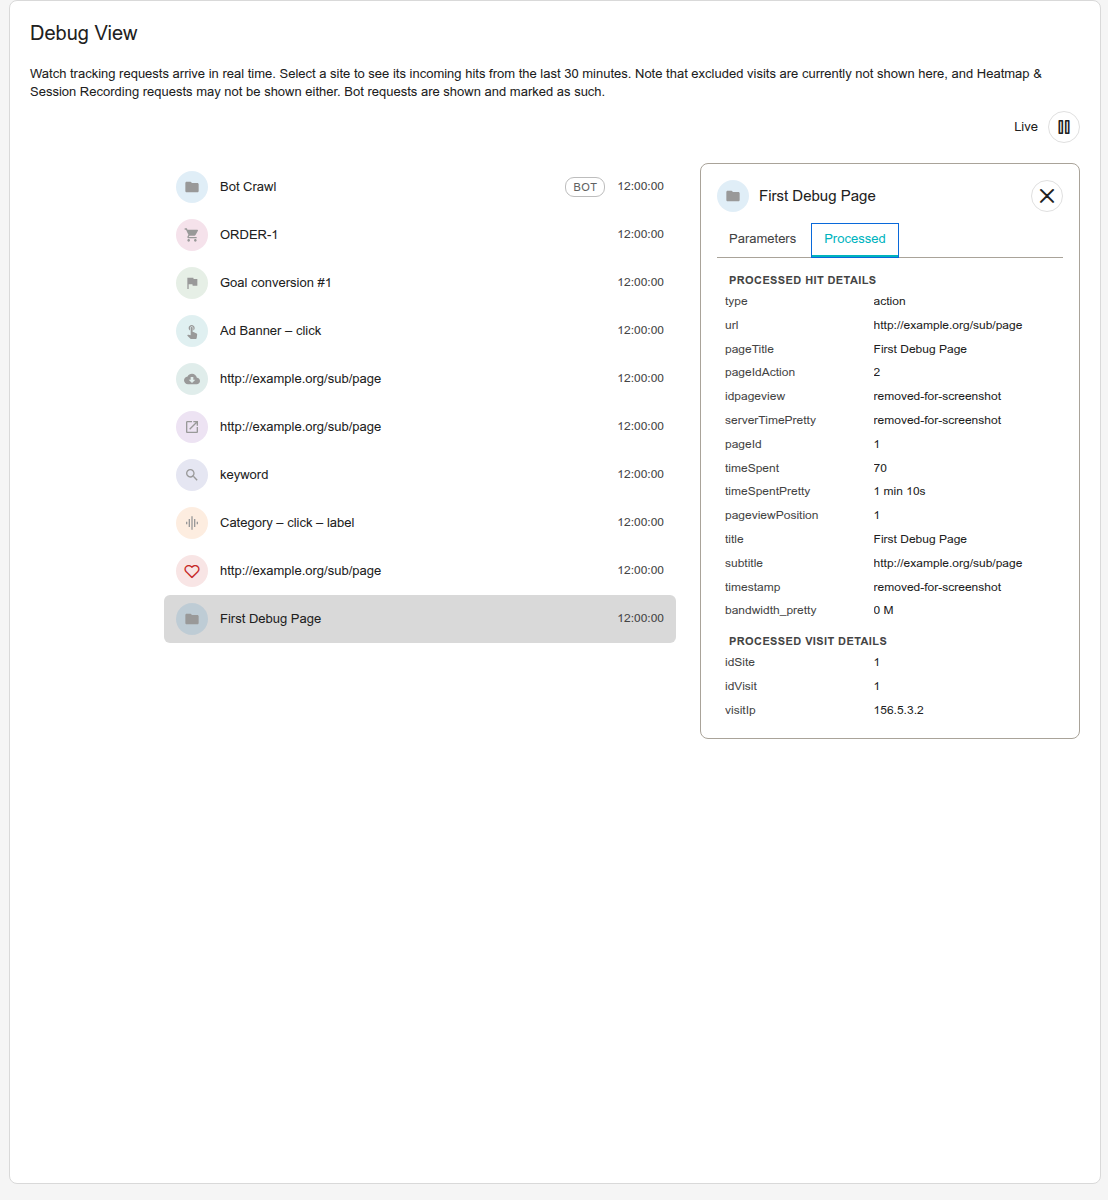 Debug View
Watch tracking requests arrive in real time. Select a site to see its incoming hits from the last 30 minutes. Note that excluded visits are currently not shown here, and Heatmap &
Session Recording requests may not be shown either. Bot requests are shown and marked as such.
Live
Bot Crawl BOT 12:00:00
ORDER-1 12:00:00
Goal conversion #1 12:00:00
Ad Banner – click 12:00:00
http://example.org/sub/page 12:00:00
http://example.org/sub/page 12:00:00
keyword 12:00:00
Category – click – label 12:00:00
http://example.org/sub/page 12:00:00
First Debug Page 12:00:00
First Debug Page
Parameters Processed
PROCESSED HIT DETAILS
type action
url http://example.org/sub/page
pageTitle First Debug Page
pageIdAction 2
idpageview removed-for-screenshot
serverTimePretty removed-for-screenshot
pageId 1
timeSpent 70
timeSpentPretty 1 min 10s
pageviewPosition 1
title First Debug Page
subtitle http://example.org/sub/page
timestamp removed-for-screenshot
bandwidth_pretty 0 M
PROCESSED VISIT DETAILS
idSite 1
idVisit 1
visitIp 156.5.3.2